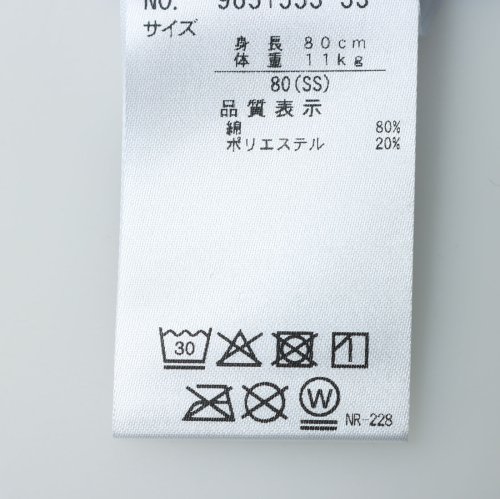 NO.
サイズ
身長 80cm
体重 11kg
80(SS)
品質表示
綿 80%
ポリエステル 20%
30
W
NR-228